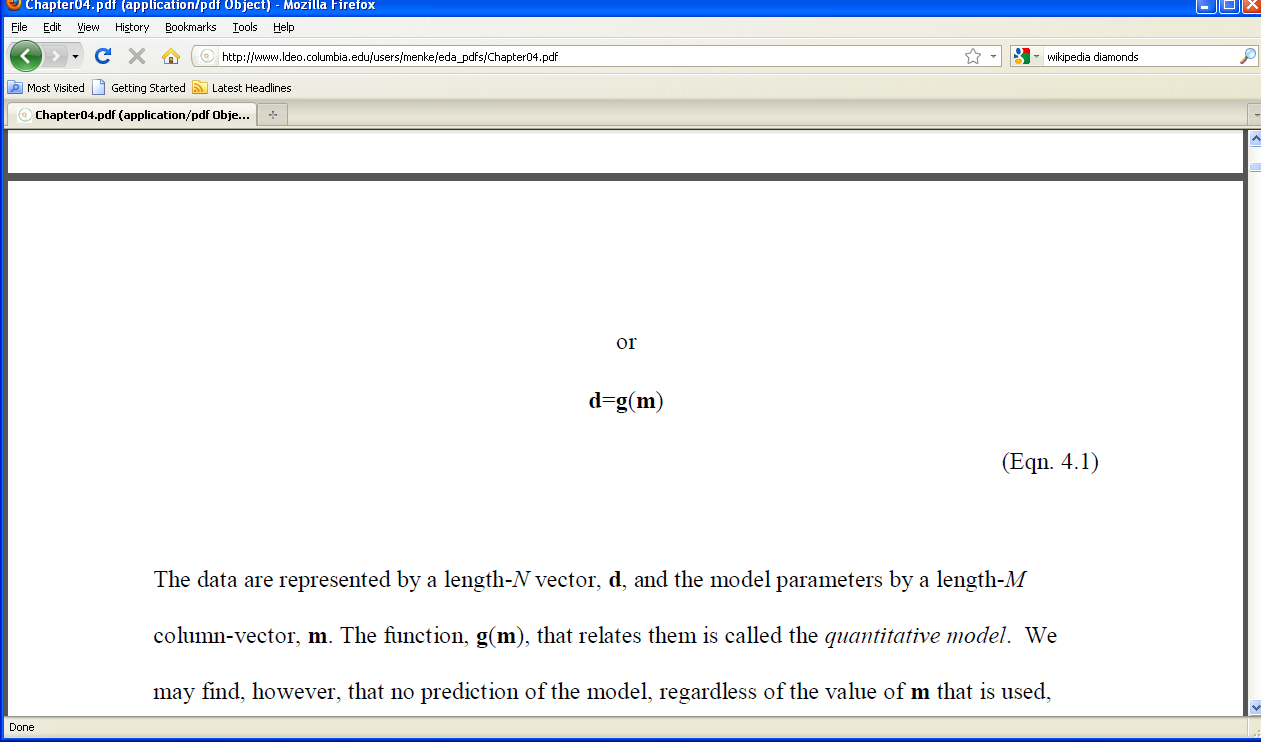 Chapter04.pdf (application/pdf Object) - Mozilla Firefox
File Edit View History Bookmarks Tools Help
http://www.ldeo.columbia.edu/users/menke/eda_pdfs/Chapter04.pdf wikipedia diamonds
Most Visited Getting Started Latest Headlines
Chapter04.pdf (application/pdf Obje...
or
d=g(m)
(Eqn. 4.1)
The data are represented by a length-N vector, d, and the model parameters by a length-M
column-vector, m. The function, g(m), that relates them is called the quantitative model. We
may find, however, that no prediction of the model, regardless of the value of m that is used,
Done